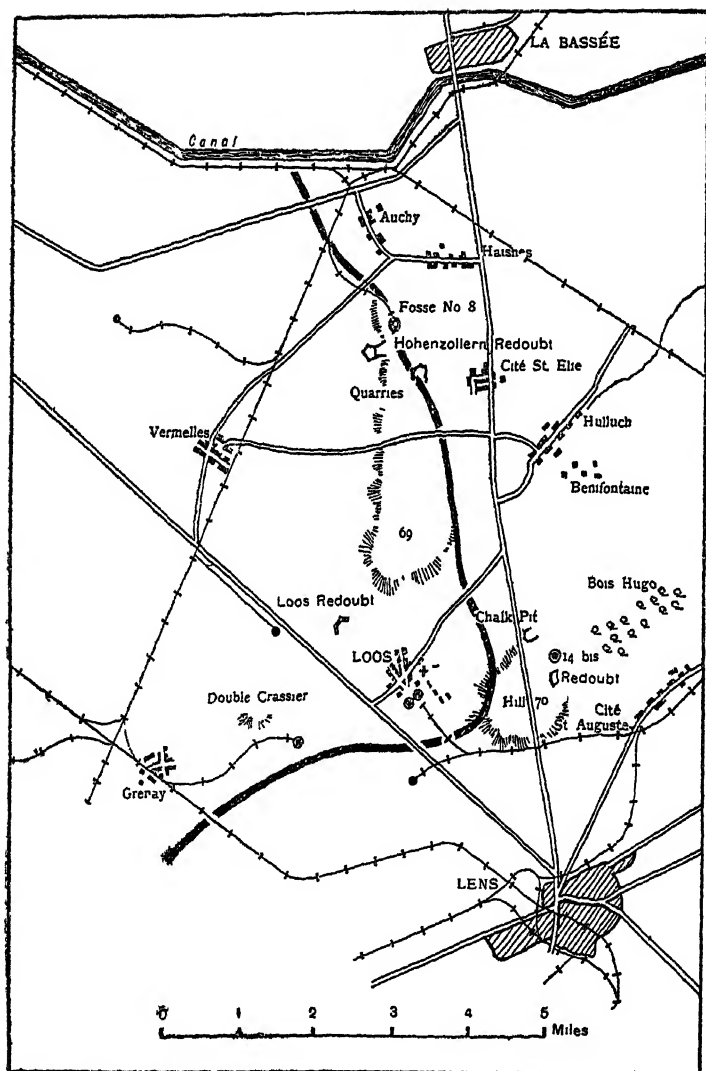 LA BASSÉE
Canal
Auchy
Haisnes
Fosse No 8
Hohenzollern Redoubt
Cité St. Elie
Quarries
Vermelles
Hulluch
Benifontaine
69
Bois Hugo
Loos Redoubt
Chalk Pit
LOOS
14 bis
Redoubt
Double Crassier
Hill 70
Cité
St Auguste
Grenay
LENS
0 1 2 3 4 5
Miles